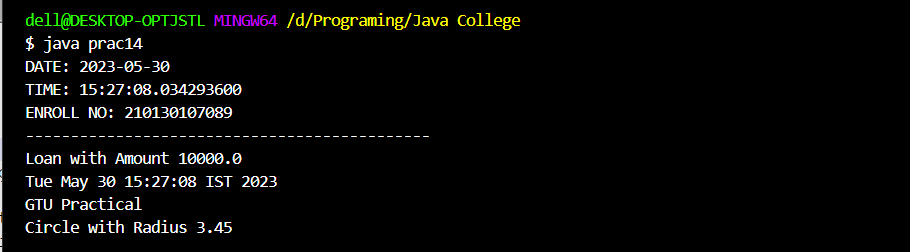 dell@DESKTOP-OPTJSTL MINGW64 /d/Programing/Java College
$ java prac14
DATE: 2023-05-30
TIME: 15:27:08.034293600
ENROLL NO: 210130107089
---------------------------------------------
Loan with Amount 10000.0
Tue May 30 15:27:08 IST 2023
GTU Practical
Circle with Radius 3.45